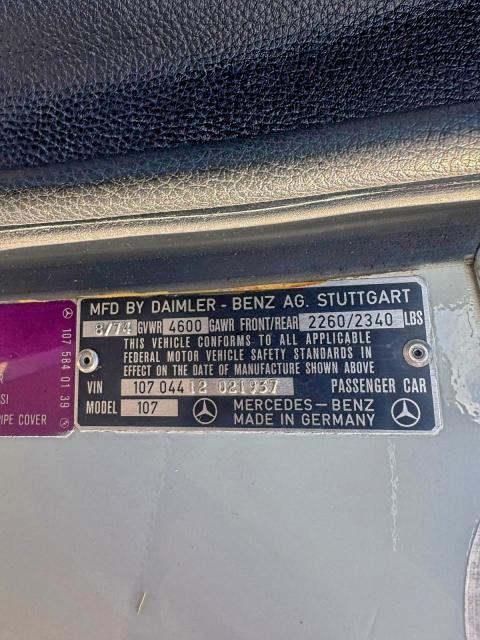 MFD BY DAIMLER - BENZ AG. STUTTGART
8/74 GVWR 4600 GAWR FRONT/REAR 2260/2340 LBS
THIS VEHICLE CONFORMS TO ALL APPLICABLE
FEDERAL MOTOR VEHICLE SAFETY STANDARDS IN
EFFECT ON THE DATE OF MANUFACTURE SHOWN ABOVE
VIN 107 044 12 021937 PASSENGER CAR
MODEL 107 MERCEDES-BENZ
MADE IN GERMANY
107 584 01 39
R
SI
PIPE COVER